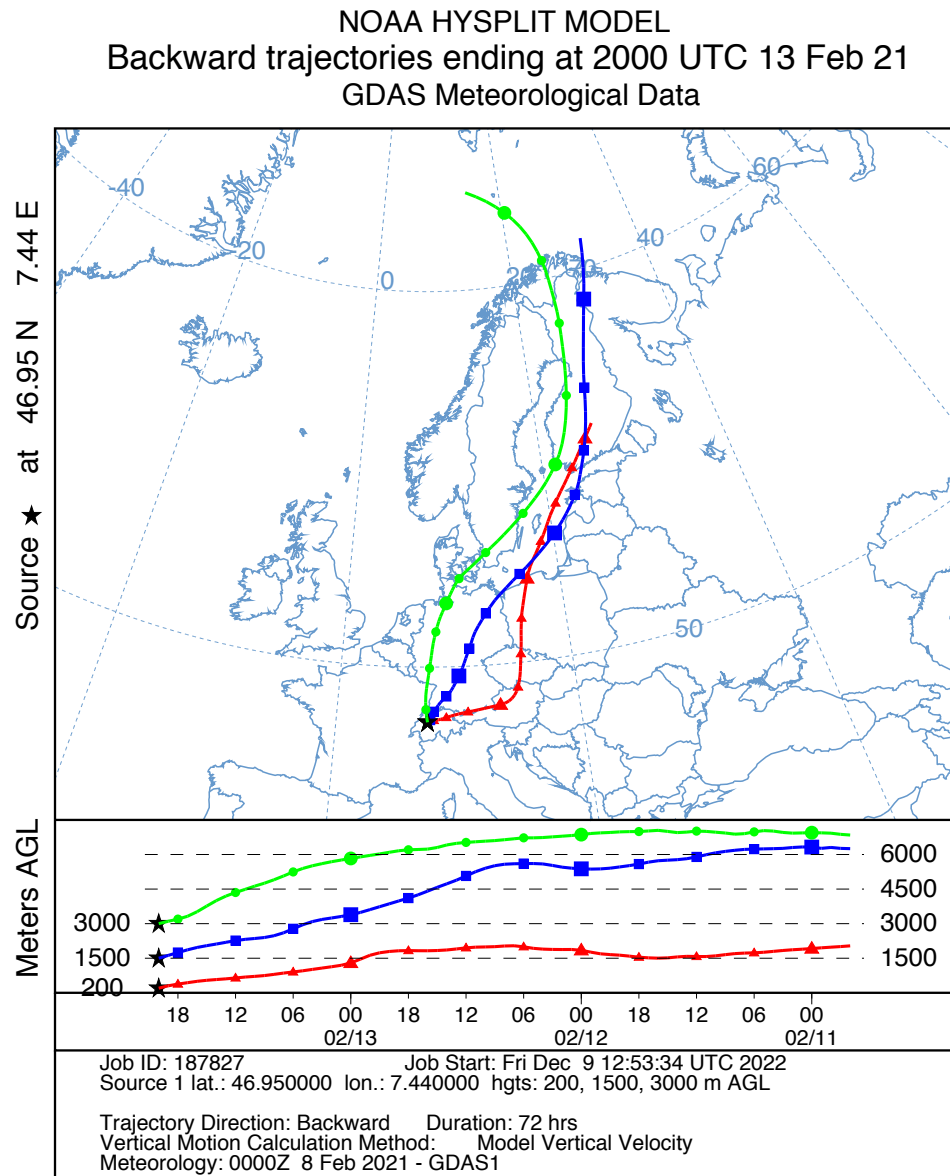 NOAA HYSPLIT MODEL
Backward trajectories ending at 2000 UTC 13 Feb 21
GDAS Meteorological Data
Source ★ at 46.95 N 7.44 E
-40
-20
0
20
70
40
60
50
Meters AGL
6000
4500
3000
3000
1500
1500
200
18 12 06 00 18 12 06 00 18 12 06 00
02/13 02/12 02/11
Job ID: 187827 Job Start: Fri Dec 9 12:53:34 UTC 2022
Source 1 lat.: 46.950000 lon.: 7.440000 hgts: 200, 1500, 3000 m AGL
Trajectory Direction: Backward Duration: 72 hrs
Vertical Motion Calculation Method: Model Vertical Velocity
Meteorology: 0000Z 8 Feb 2021 - GDAS1